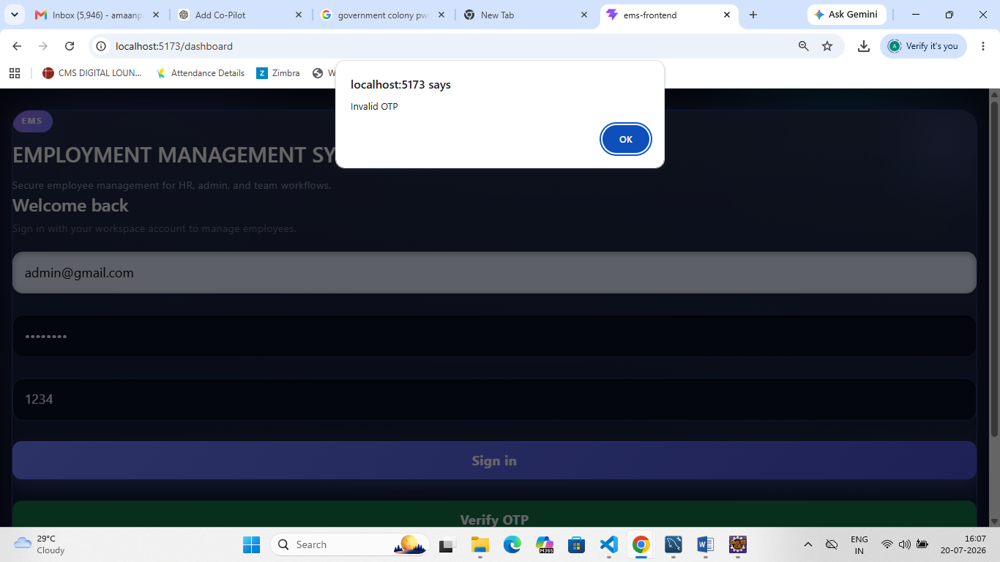 Inbox (5,946) - amaanp
Add Co-Pilot
government colony pw
New Tab
ems-frontend
Ask Gemini
localhost:5173/dashboard
Verify it's you
CMS DIGITAL LOUN...
Attendance Details
Zimbra
W
localhost:5173 says
Invalid OTP
OK
EMS
EMPLOYMENT MANAGEMENT SY
Secure employee management for HR, admin, and team workflows.
Welcome back
Sign in with your workspace account to manage employees.
admin@gmail.com
••••••••
1234
Sign in
Verify OTP
29°C
Cloudy
Search
M365
ENG
IN
16:07
20-07-2026